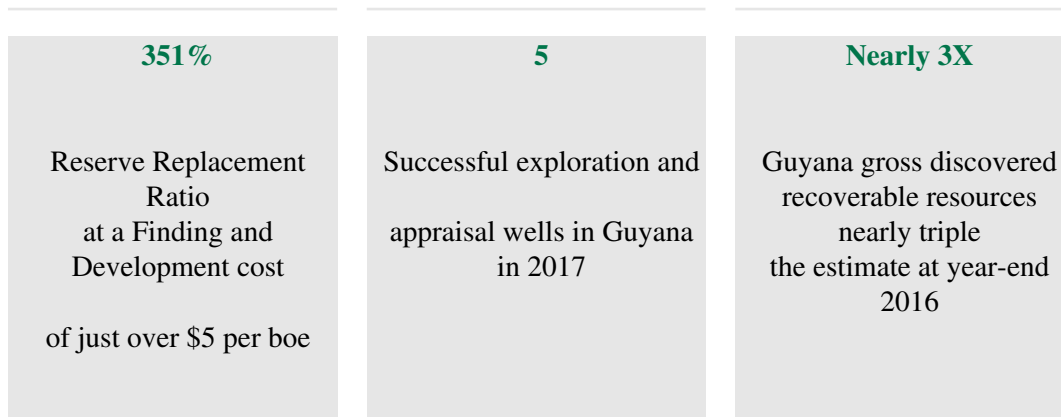 351%
Reserve Replacement
Ratio
at a Finding and
Development cost
of just over $5 per boe
5
Successful exploration and
appraisal wells in Guyana
in 2017
Nearly 3X
Guyana gross discovered
recoverable resources
nearly triple
the estimate at year-end
2016